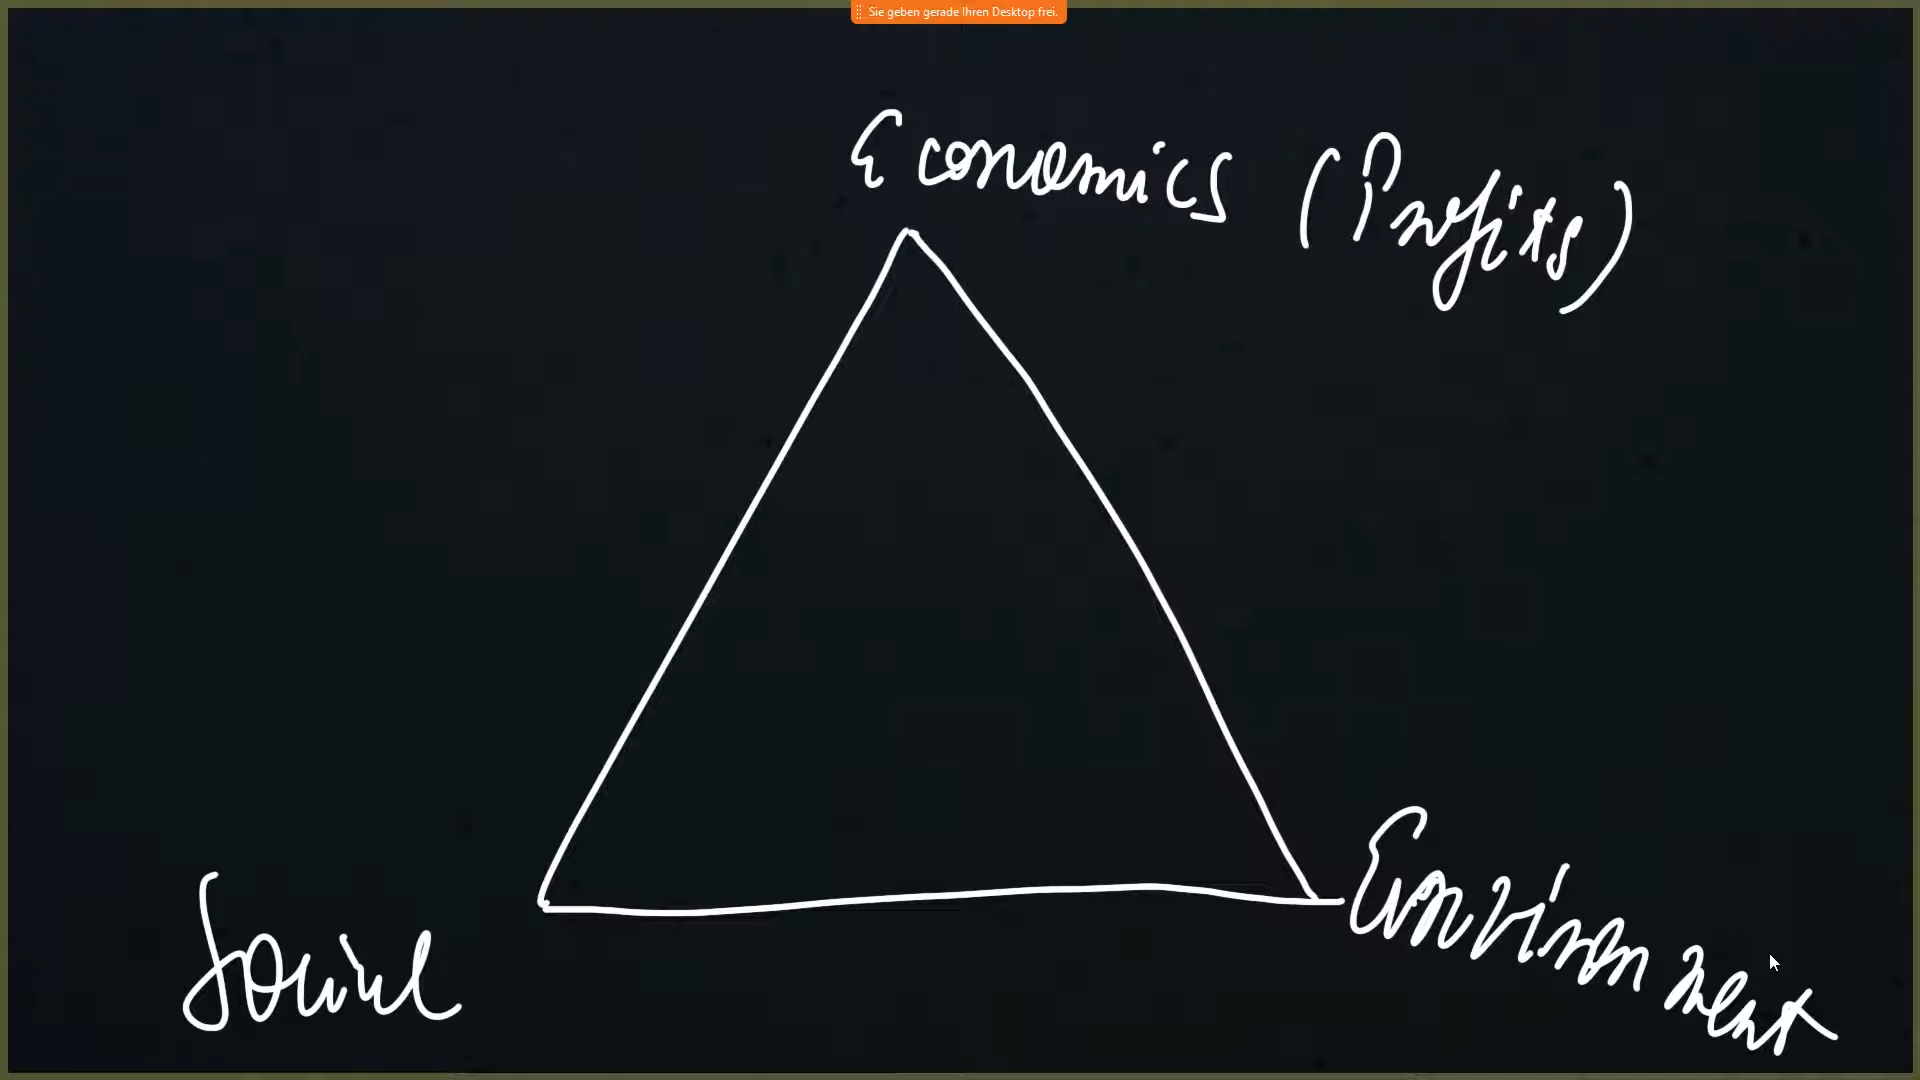 Sie geben gerade Ihren Desktop frei.
Economics (Profits)
Social
Environment